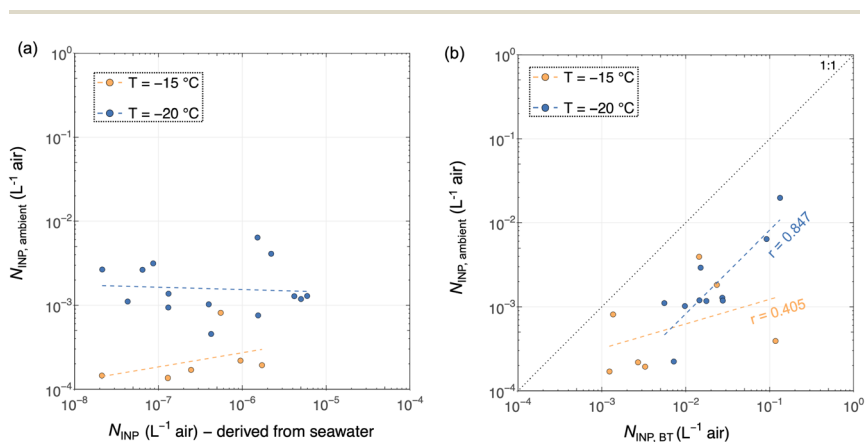 (a)
10⁰
10⁻¹
10⁻²
10⁻³
10⁻⁴
N_INP, ambient (L⁻¹ air)
T = −15 °C
T = −20 °C
10⁻⁸ 10⁻⁷ 10⁻⁶ 10⁻⁵ 10⁻⁴
N_INP (L⁻¹ air) – derived from seawater
(b)
10⁰
10⁻¹
10⁻²
10⁻³
10⁻⁴
N_INP, ambient (L⁻¹ air)
T = −15 °C
T = −20 °C
1:1
r = 0.847
r = 0.405
10⁻⁴ 10⁻³ 10⁻² 10⁻¹ 10⁰
N_INP, BT (L⁻¹ air)